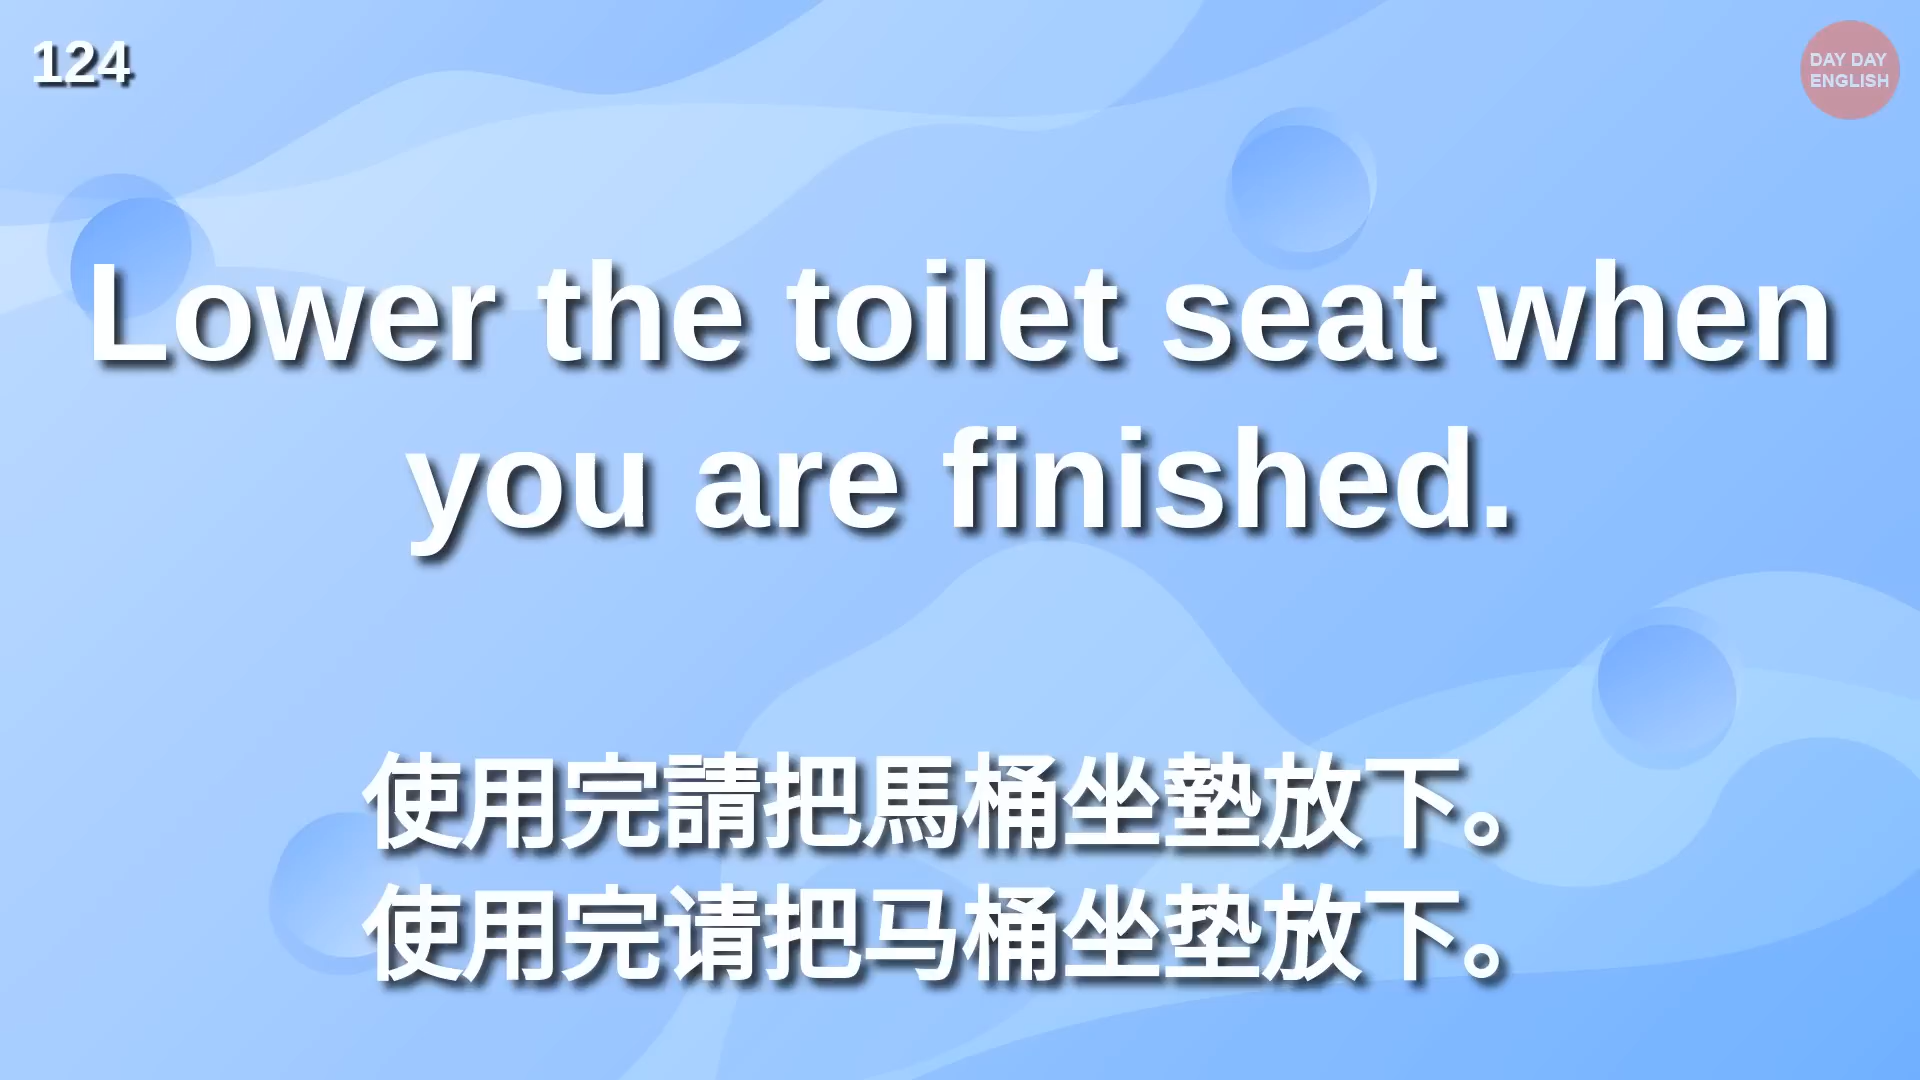 124
DAY DAY
ENGLISH
Lower the toilet seat when
you are finished.
使用完請把馬桶坐墊放下。
使用完请把马桶坐垫放下。